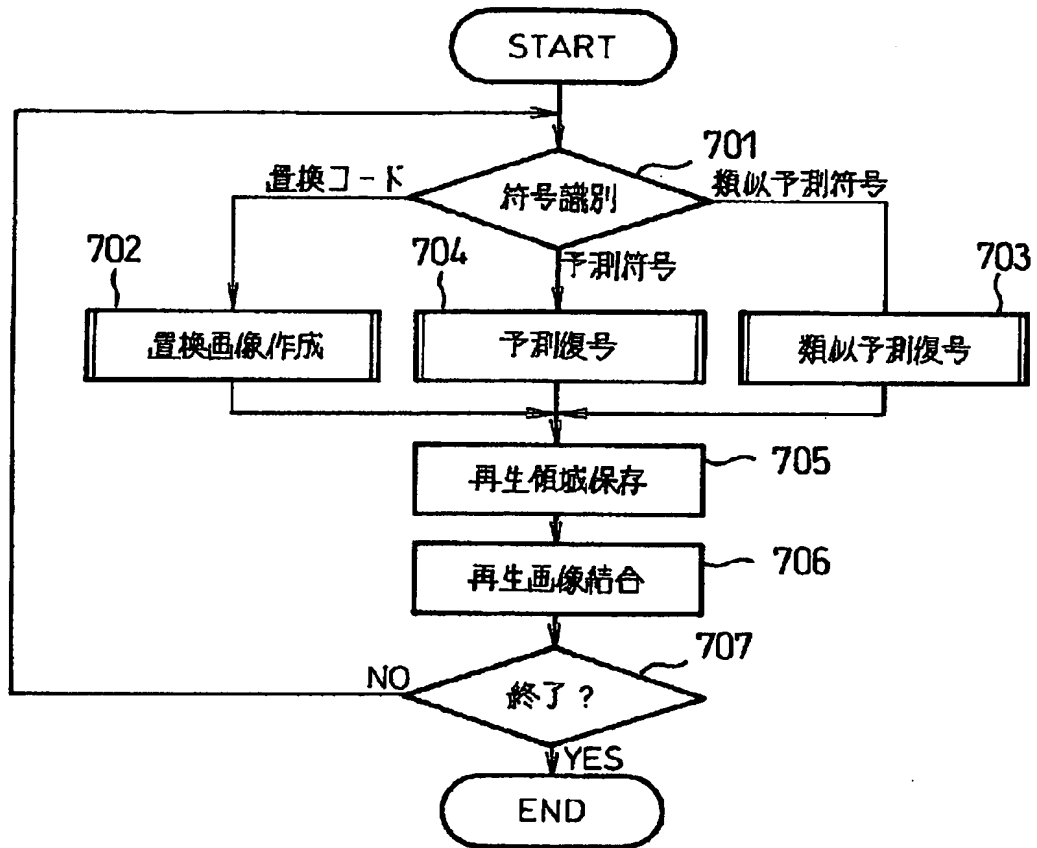 START
701
置換コード
符号識別
類似予測符号
702
704
予測符号
703
置換画像作成
予測復号
類似予測復号
再生領域保存
705
再生画像結合
706
707
NO
終了?
YES
END